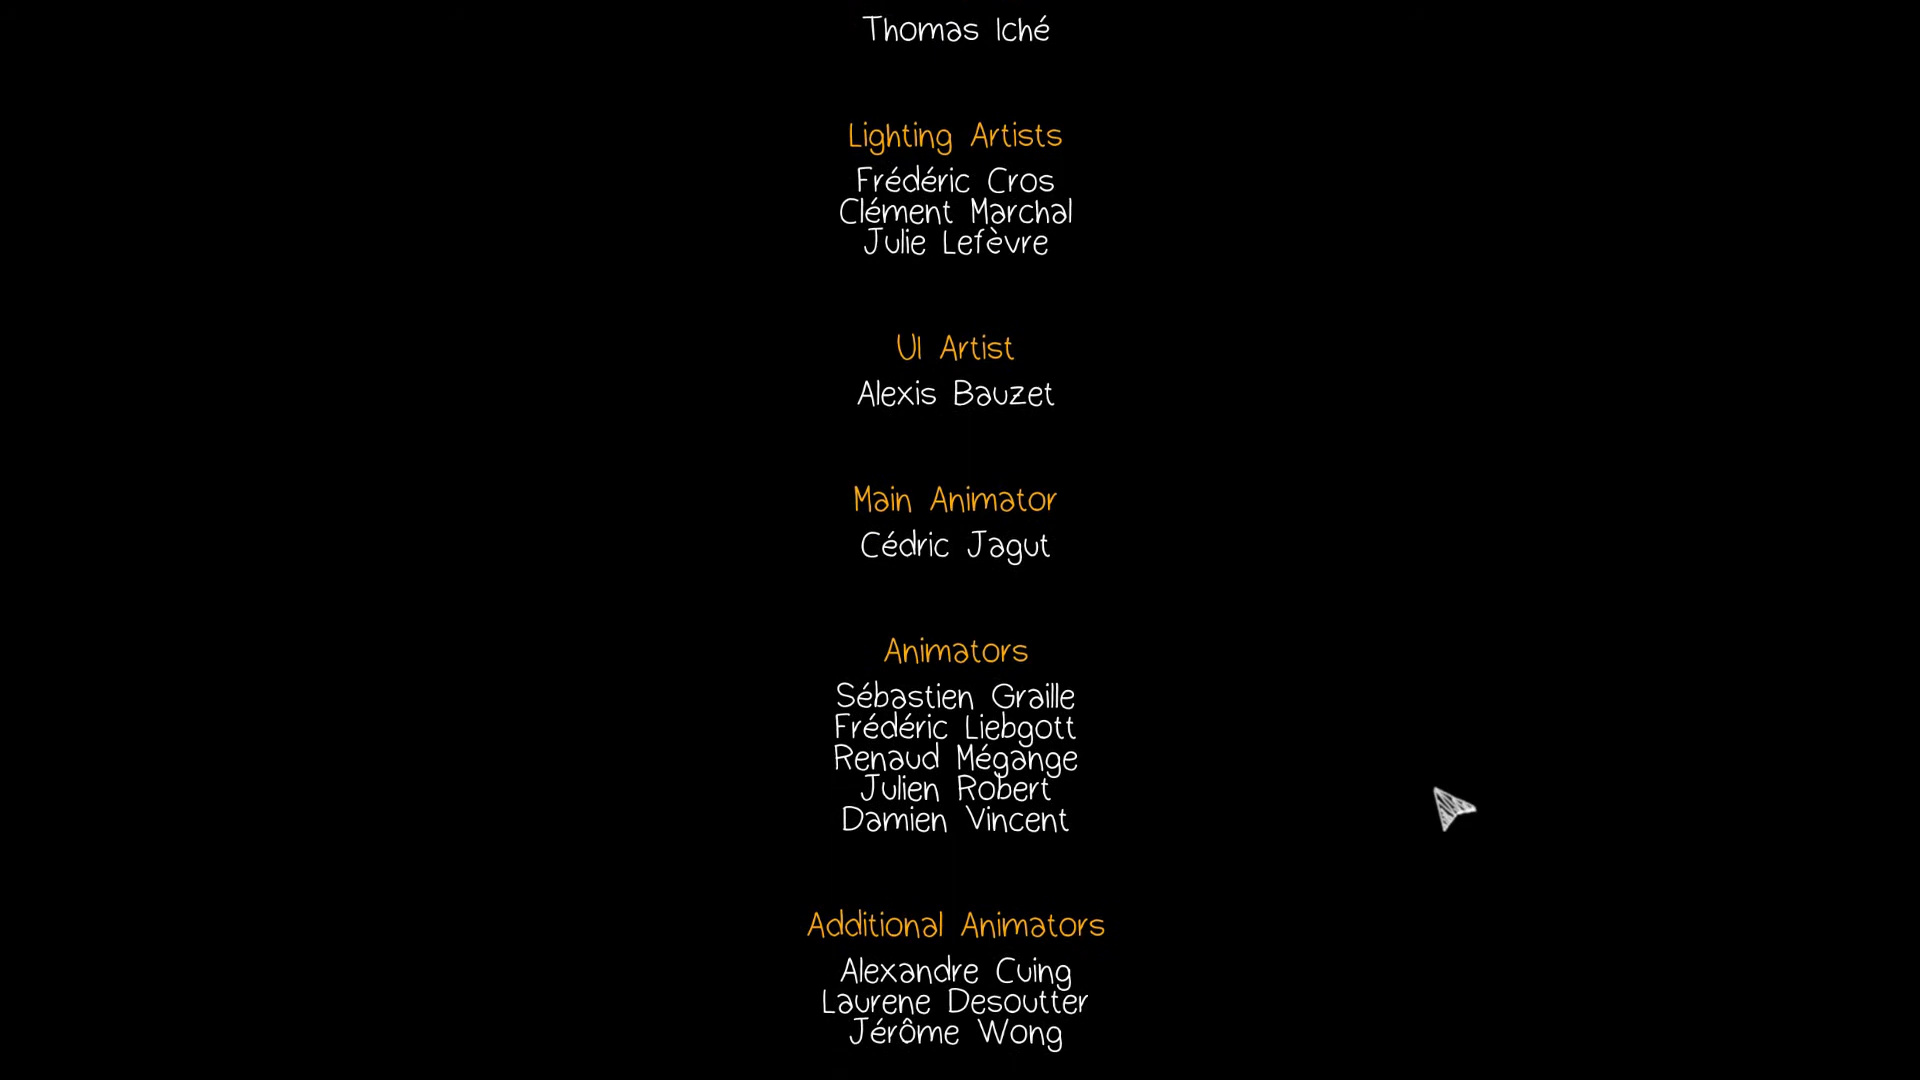 Thomas Iché
Lighting Artists
Frédéric Cros
Clément Marchal
Julie Lefèvre
UI Artist
Alexis Bauzet
Main Animator
Cédric Jagut
Animators
Sébastien Graille
Frédéric Liebgott
Renaud Mégange
Julien Robert
Damien Vincent
Additional Animators
Alexandre Cuing
Laurene Desoutter
Jérôme Wong